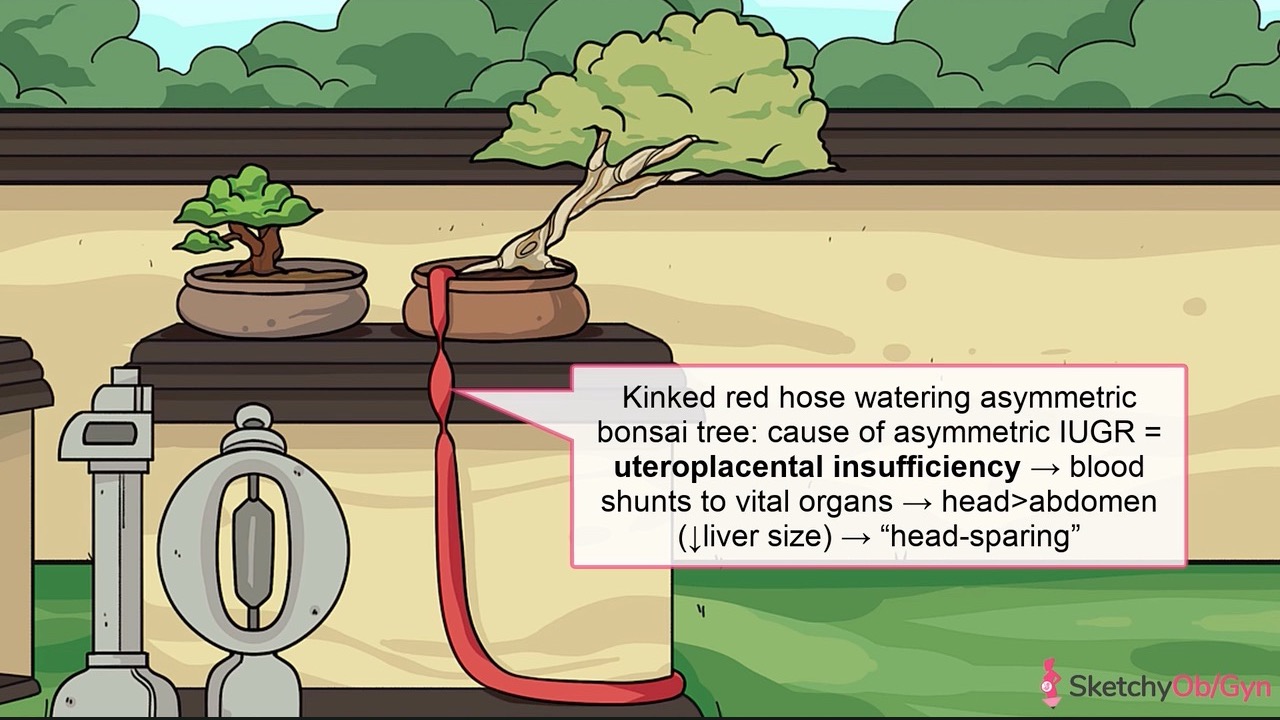 Kinked red hose watering asymmetric
bonsai tree: cause of asymmetric IUGR =
uteroplacental insufficiency → blood
shunts to vital organs → head>abdomen
(↓liver size) → “head-sparing”
SketchyOb/Gyn